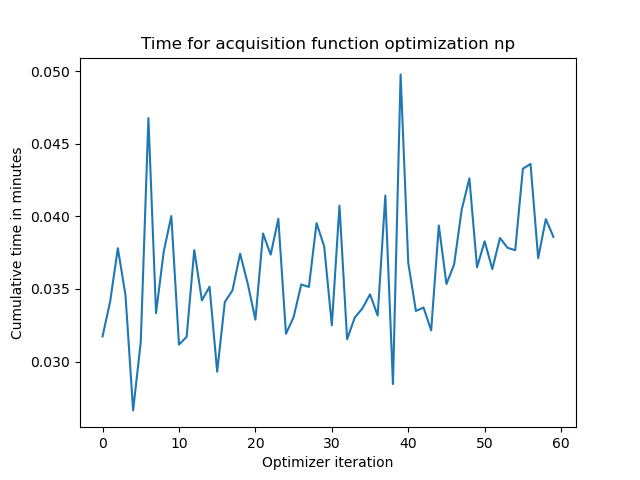 Time for acquisition function optimization np
Cumulative time in minutes
0.050
0.045
0.040
0.035
0.030
0 10 20 30 40 50 60
Optimizer iteration